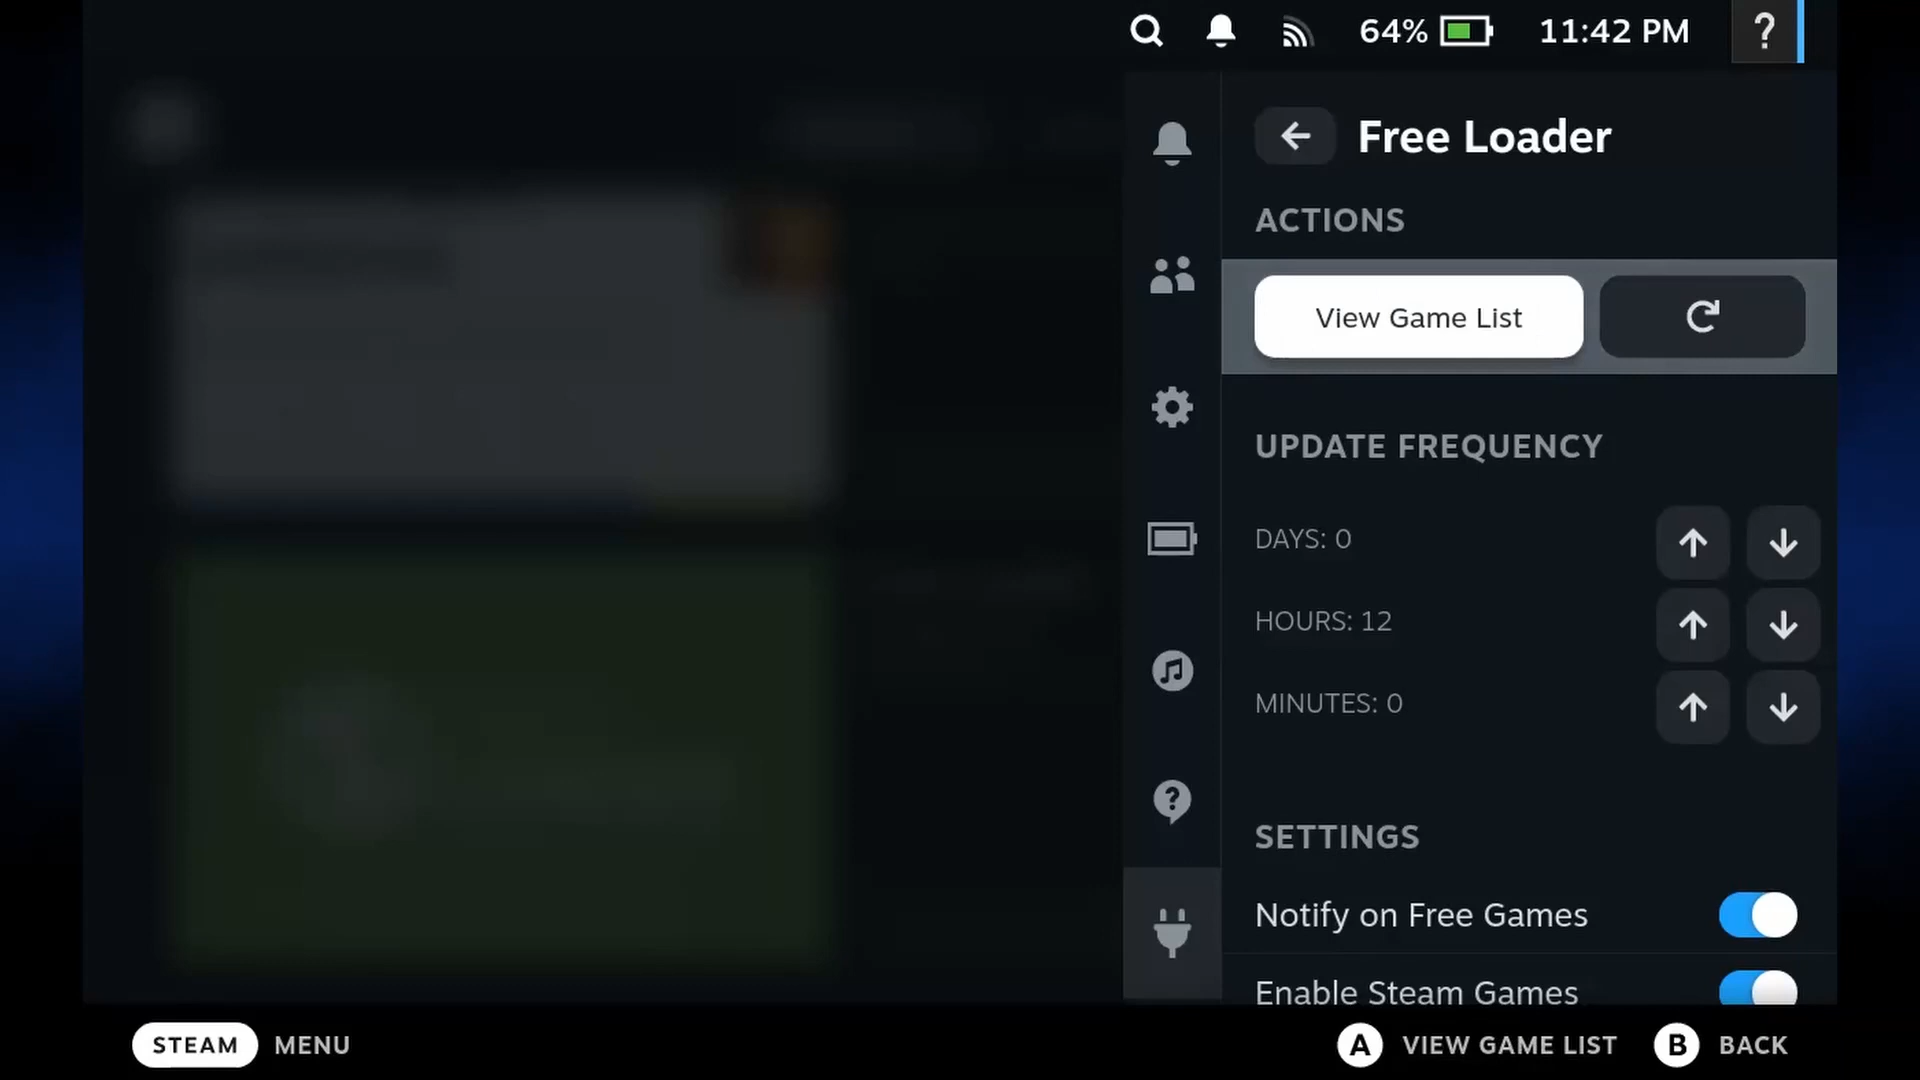 64% 11:42 PM ?
Free Loader
ACTIONS
View Game List
UPDATE FREQUENCY
DAYS: 0
HOURS: 12
MINUTES: 0
SETTINGS
Notify on Free Games
Enable Steam Games
STEAM MENU A VIEW GAME LIST B BACK